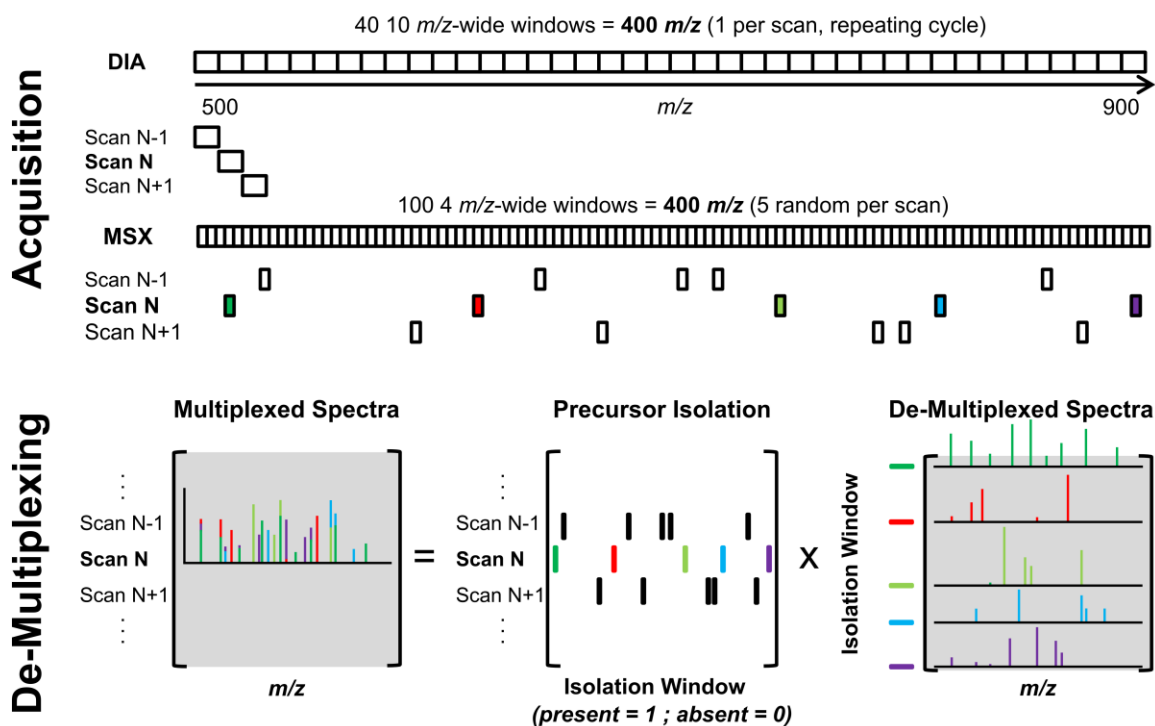 Acquisition
40 10 m/z-wide windows = 400 m/z (1 per scan, repeating cycle)
DIA
500 m/z 900
Scan N-1
Scan N
Scan N+1
100 4 m/z-wide windows = 400 m/z (5 random per scan)
MSX
Scan N-1
Scan N
Scan N+1
De-Multiplexing
Multiplexed Spectra
⋮
Scan N-1
Scan N
Scan N+1
⋮
m/z
=
Precursor Isolation
⋮
Scan N-1
Scan N
Scan N+1
⋮
Isolation Window
(present = 1 ; absent = 0)
X
De-Multiplexed Spectra
Isolation Window
m/z